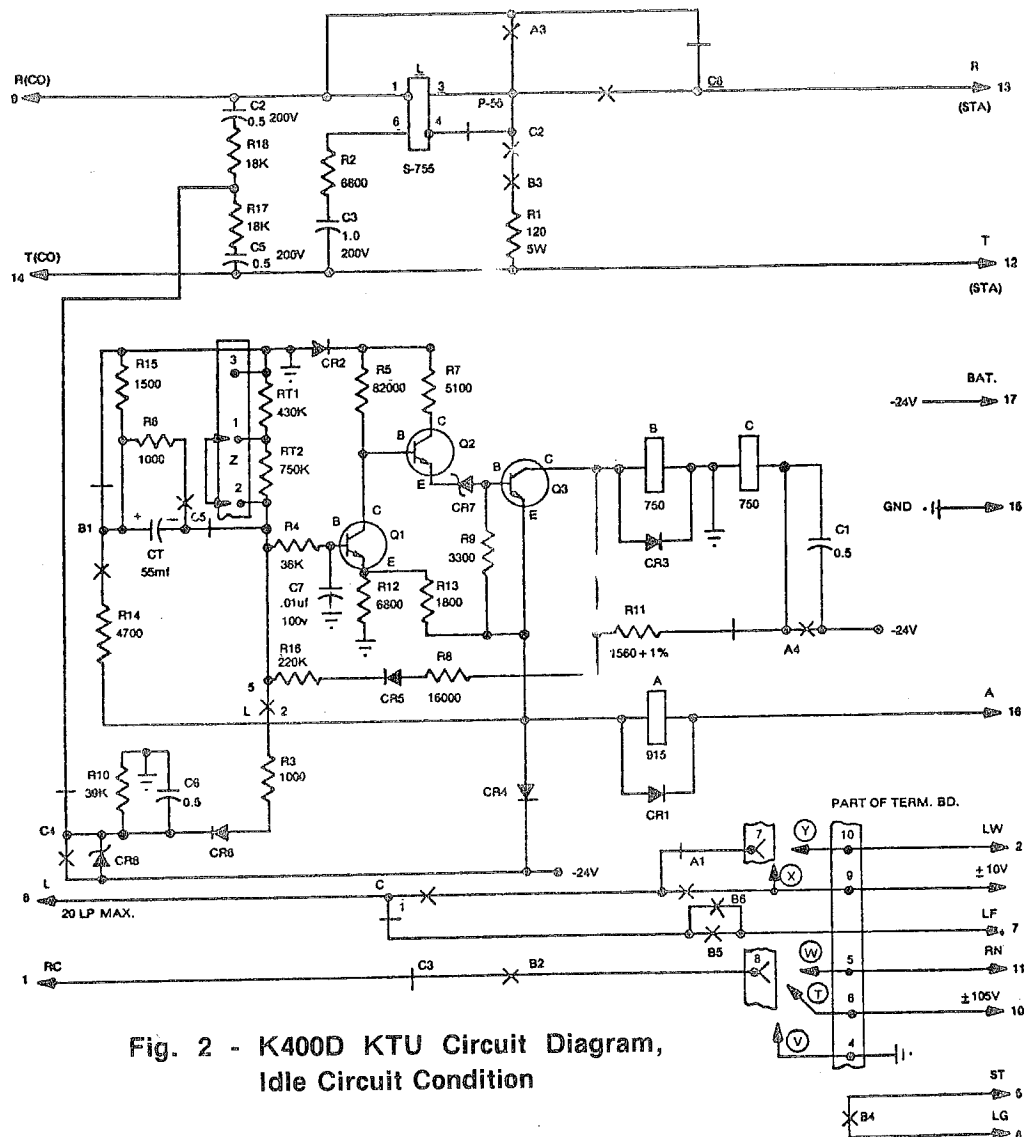 A3
R(CO)
9
C2
0.5 200V
R18
18K
R17
18K
C5
0.5
200V
T(CO)
14
R2
6800
C3
1.0
200V
L
1
3
6
4
S-755
P-56
C2
B3
R1
120
5W
C6
R
13
(STA)
T
12
(STA)
R15
1500
R6
1000
B1
+
−
CT
55mf
C5
R14
4700
3
1
Z
2
RT1
430K
RT2
750K
CR2
R5
82000
R7
5100
B
C
Q2
E
CR7
B
C
Q3
E
R9
3300
R4
36K
B
C
Q1
E
C7
.01uf
100v
R12
6800
R13
1800
B
750
CR3
C
750
C1
0.5
BAT.
-24V
17
GND
15
R11
1560 + 1%
A4
-24V
R16
220K
CR5
R8
16000
5
L
2
R3
1000
A
915
CR1
A
16
CR4
R10
39K
C6
0.5
CR6
C4
CR8
-24V
L
8
20 LP MAX.
C
1
A1
PART OF TERM. BD.
7
Y
10
LW
2
X
9
±10V
B6
B5
LF
7
RC
1
C3
B2
8
W
5
RN
11
T
6
±105V
10
V
4
ST
5
B4
LG
6
Fig. 2 - K400D KTU Circuit Diagram,
Idle Circuit Condition